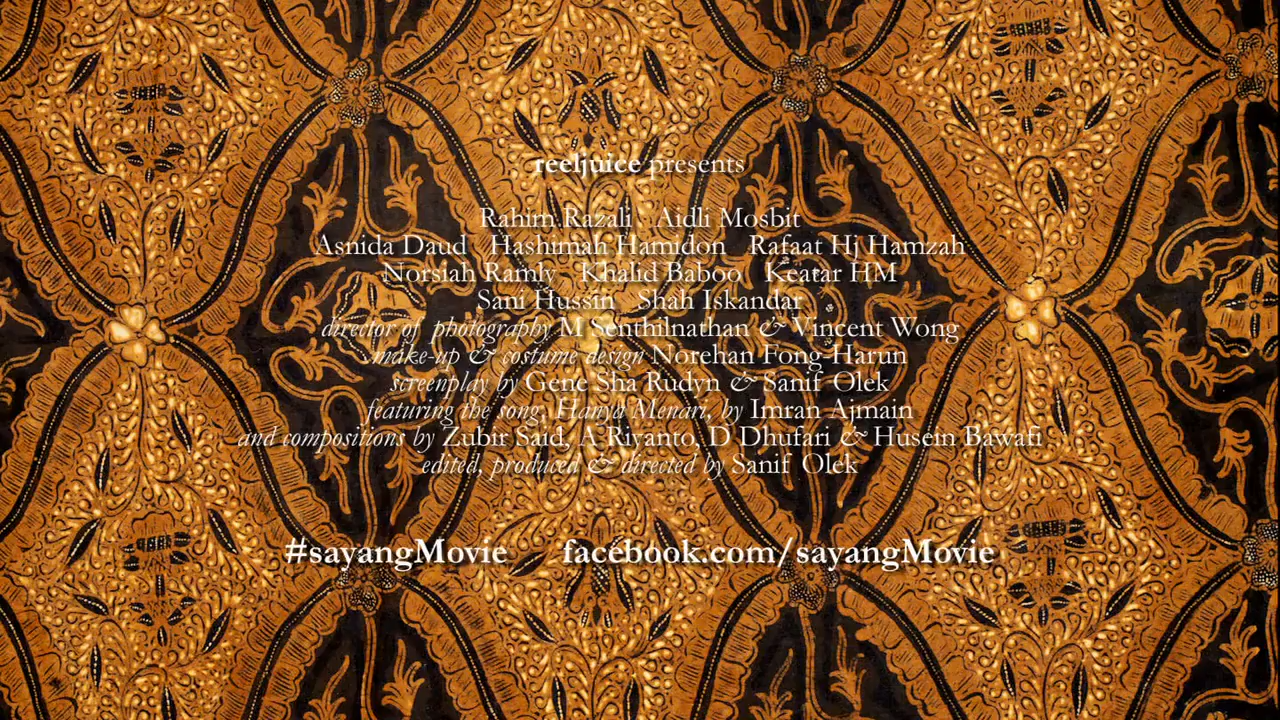 reeljuice presents
Rahim Razali Aidli Mosbit
Asnida Daud Hashimah Hamidon Rafaat Hj Hamzah
Norsiah Ramly Khalid Baboo Keatar HM
Sani Hussin Shah Iskandar
director of photography M Senthilnathan & Vincent Wong
make-up & costume design Norehan Fong-Harun
screenplay by Gene Sha Rudyn & Sanif Olek
featuring the song, Hanya Menari, by Imran Ajmain
and compositions by Zubir Said, A Riyanto, D Dhufari & Husein Bawafi
edited, produced & directed by Sanif Olek
#sayangMovie facebook.com/sayangMovie